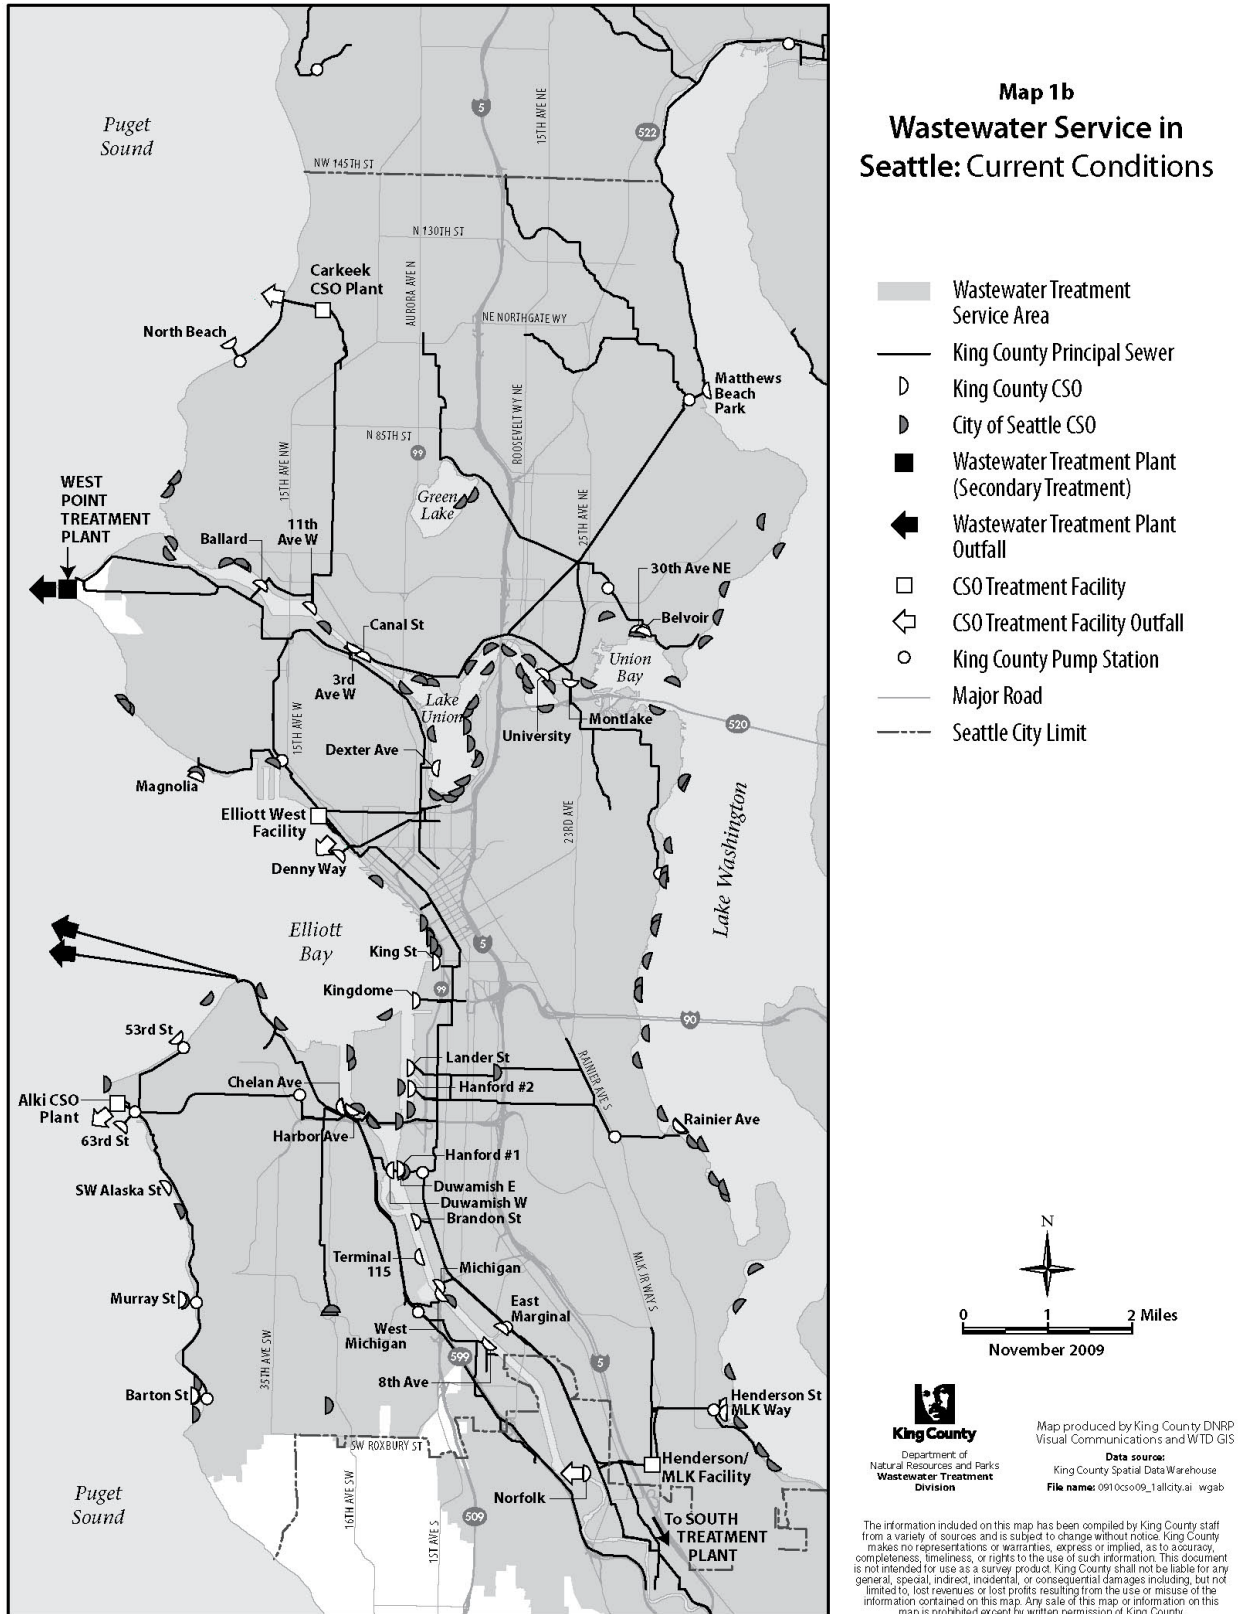 Map 1b
Wastewater Service in
Seattle: Current Conditions
Wastewater Treatment
Service Area
King County Principal Sewer
King County CSO
City of Seattle CSO
Wastewater Treatment Plant
(Secondary Treatment)
Wastewater Treatment Plant
Outfall
CSO Treatment Facility
CSO Treatment Facility Outfall
King County Pump Station
Major Road
Seattle City Limit
Puget
Sound
5
15TH AVE NE
522
NW 145TH ST
N 130TH ST
Carkeek
CSO Plant
AURORA AVE N
NE NORTHGATE WY
North Beach
Matthews
Beach
Park
ROOSEVELT WY NE
N 85TH ST
99
15TH AVE NW
WEST
POINT
TREATMENT
PLANT
Green
Lake
25TH AVE NE
11th
Ave W
Ballard
30th Ave NE
Belvoir
Canal St
Union
Bay
3rd
Ave W
Lake
Union
15TH AVE W
Montlake
520
University
Dexter Ave
Magnolia
Elliott West
Facility
23RD AVE
Denny Way
Lake Washington
Elliott
Bay
King St
5
Kingdome
99
90
53rd St
Lander St
RAINIER AVE S
Chelan Ave
Hanford #2
Alki CSO
Plant
63rd St
Harbor Ave
Rainier Ave
Hanford #1
SW Alaska St
Duwamish E
Duwamish W
Brandon St
Terminal
115
Michigan
MLK JR WAY S
Murray St
East
Marginal
West
Michigan
35TH AVE SW
599
5
8th Ave
Barton St
Henderson St
MLK Way
SW ROXBURY ST
Henderson/
MLK Facility
Norfolk
Puget
Sound
16TH AVE SW
1ST AVE S
509
To SOUTH
TREATMENT
PLANT
N
0 1 2 Miles
November 2009
King County
Department of
Natural Resources and Parks
Wastewater Treatment
Division
Map produced by King County DNRP
Visual Communications and WTD GIS
Data source:
King County Spatial Data Warehouse
File name: 0910cso09_1allcity.ai wgab
The information included on this map has been compiled by King County staff
from a variety of sources and is subject to change without notice. King County
makes no representations or warranties, express or implied, as to accuracy,
completeness, timeliness, or rights to the use of such information. This document
is not intended for use as a survey product. King County shall not be liable for any
general, special, indirect, incidental, or consequential damages including, but not
limited to, lost revenues or lost profits resulting from the use or misuse of the
information contained on this map. Any sale of this map or information on this
map is prohibited except by written permission of King County.